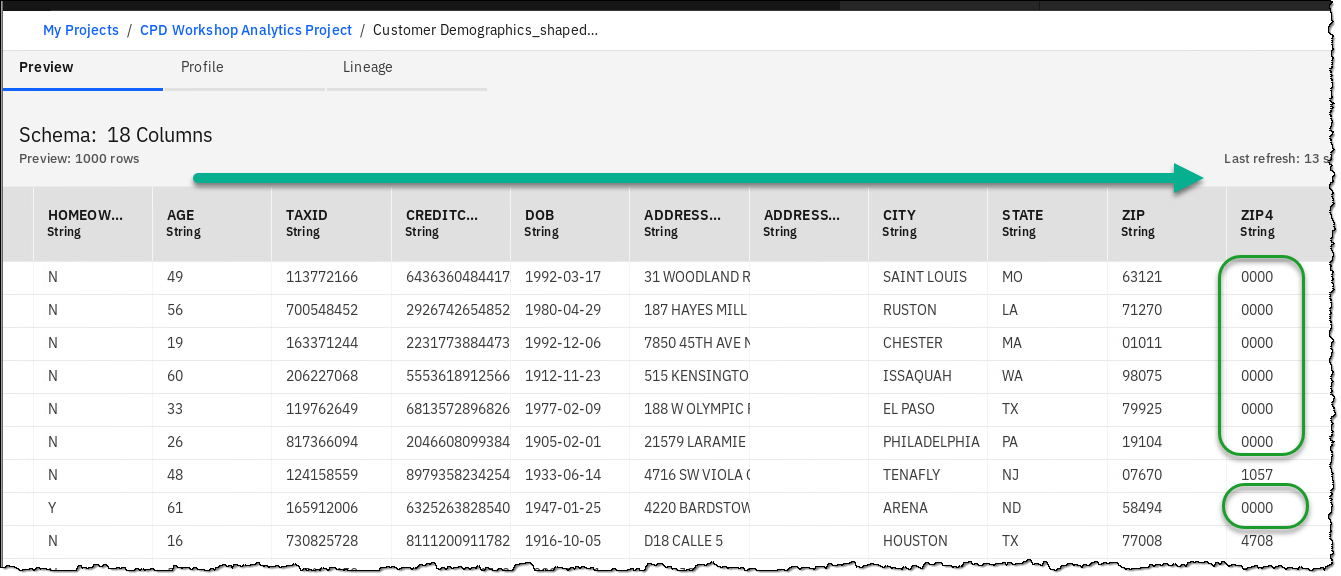 My Projects / CPD Workshop Analytics Project / Customer Demographics_shaped...
Preview Profile Lineage
Schema: 18 Columns
Preview: 1000 rows Last refresh: 13 s
HOMEOW... AGE TAXID CREDITC... DOB ADDRESS... ADDRESS... CITY STATE ZIP ZIP4
String String String String String String String String String String String
N 49 113772166 6436360484417 1992-03-17 31 WOODLAND R SAINT LOUIS MO 63121 0000
N 56 700548452 2926742654852 1980-04-29 187 HAYES MILL RUSTON LA 71270 0000
N 19 163371244 2231773884473 1992-12-06 7850 45TH AVE N CHESTER MA 01011 0000
N 60 206227068 5553618912566 1912-11-23 515 KENSINGTO ISSAQUAH WA 98075 0000
N 33 119762649 6813572896826 1977-02-09 188 W OLYMPIC EL PASO TX 79925 0000
N 26 817366094 2046608099384 1905-02-01 21579 LARAMIE PHILADELPHIA PA 19104 0000
N 48 124158559 8979358234254 1933-06-14 4716 SW VIOLA TENAFLY NJ 07670 1057
Y 61 165912006 6325263828540 1947-01-25 4220 BARDSTOW ARENA ND 58494 0000
N 16 730825728 8111200911782 1916-10-05 D18 CALLE 5 HOUSTON TX 77008 4708